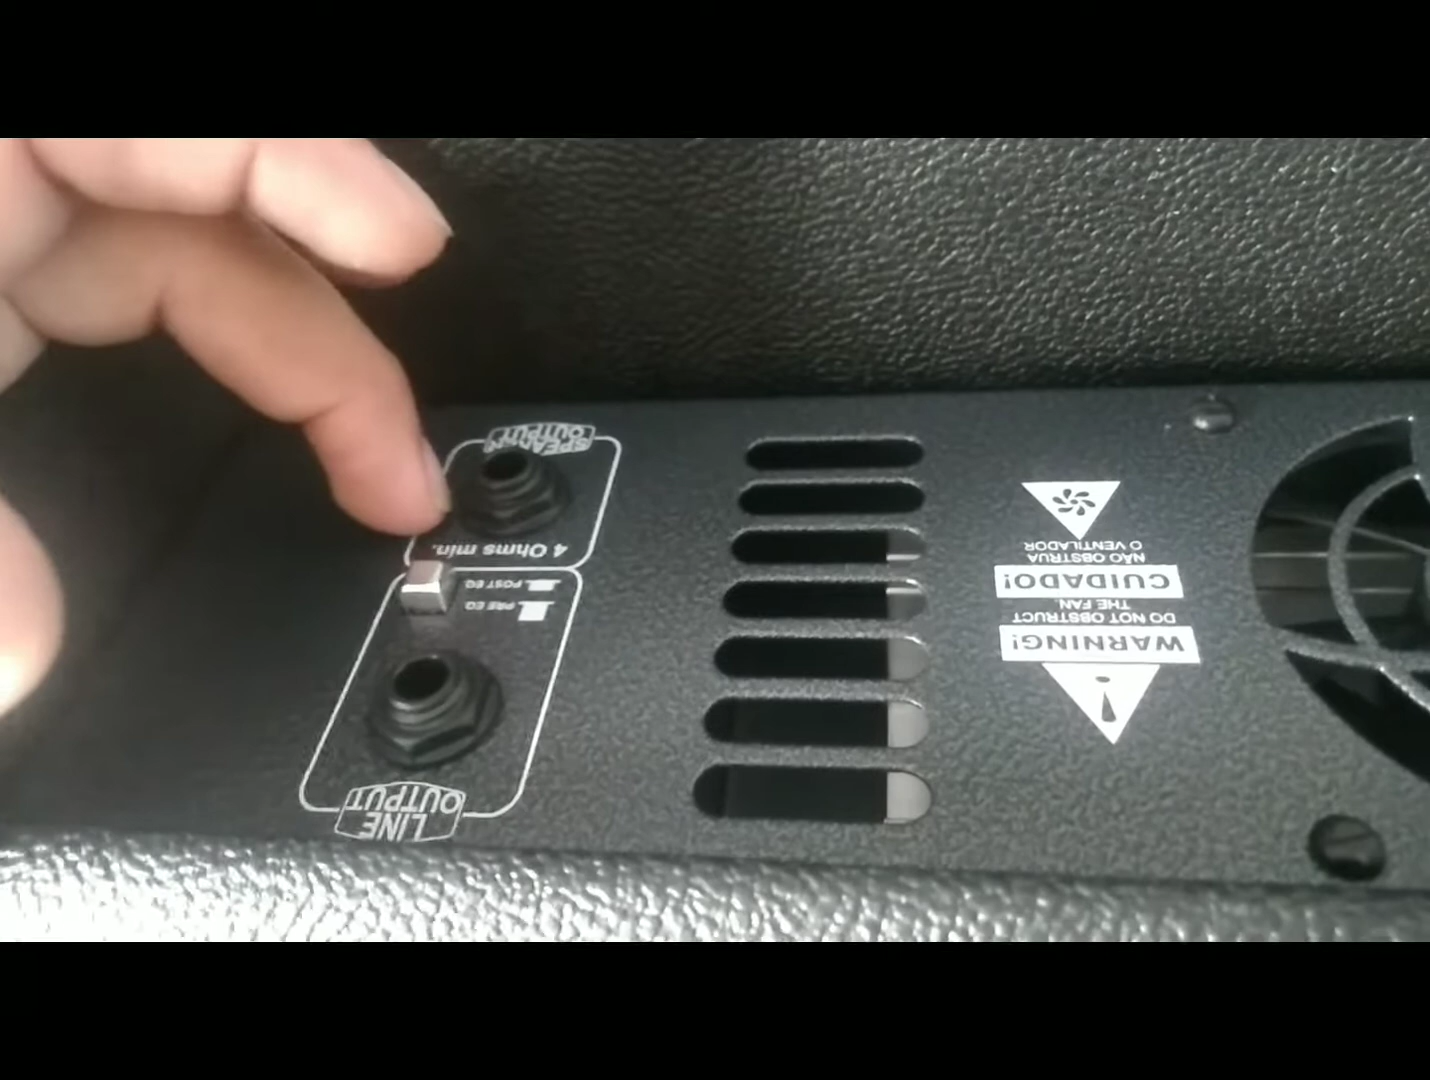 SPEAKER
OUTPUT
4 Ohms min.
POST EQ
PRE EQ
LINE
OUTPUT
WARNING!
DO NOT OBSTRUCT
THE FAN.
CUIDADO!
NÃO OBSTRUA
O VENTILADOR